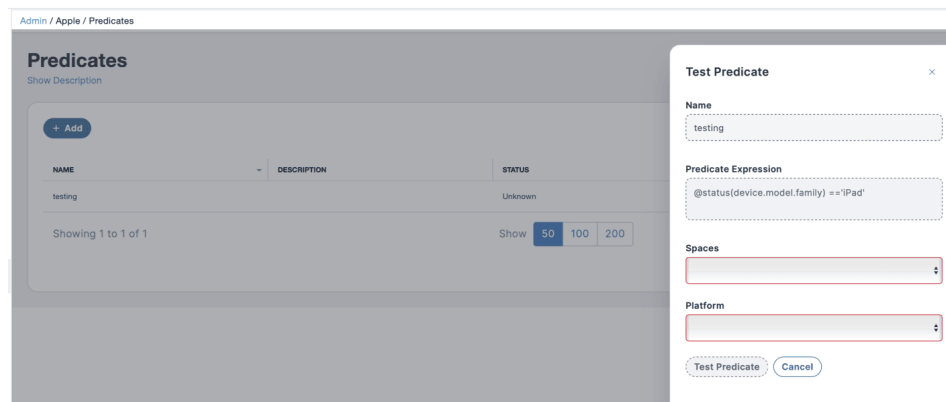 Admin / Apple / Predicates
Predicates
Show Description
+ Add
NAME DESCRIPTION STATUS
testing Unknown
Showing 1 to 1 of 1 Show 50 100 200
Test Predicate
Name
testing
Predicate Expression
@status(device.model.family) =='iPad'
Spaces
Platform
Test Predicate Cancel